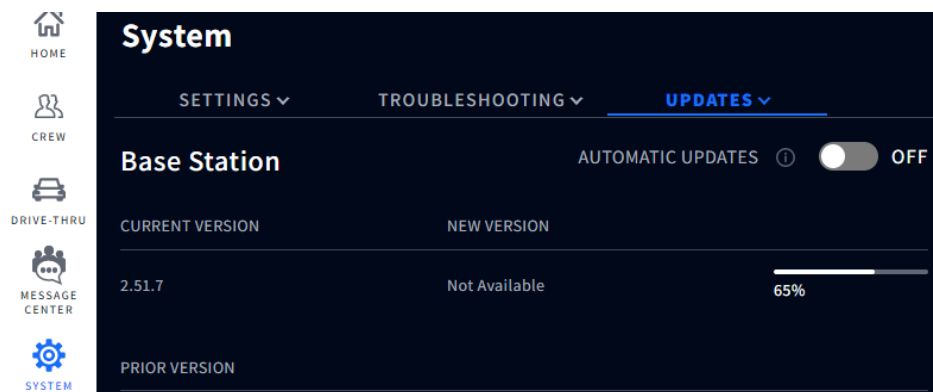 HOME
CREW
DRIVE-THRU
MESSAGE
CENTER
SYSTEM
System
SETTINGS TROUBLESHOOTING UPDATES
Base Station AUTOMATIC UPDATES OFF
CURRENT VERSION NEW VERSION
2.51.7 Not Available 65%
PRIOR VERSION